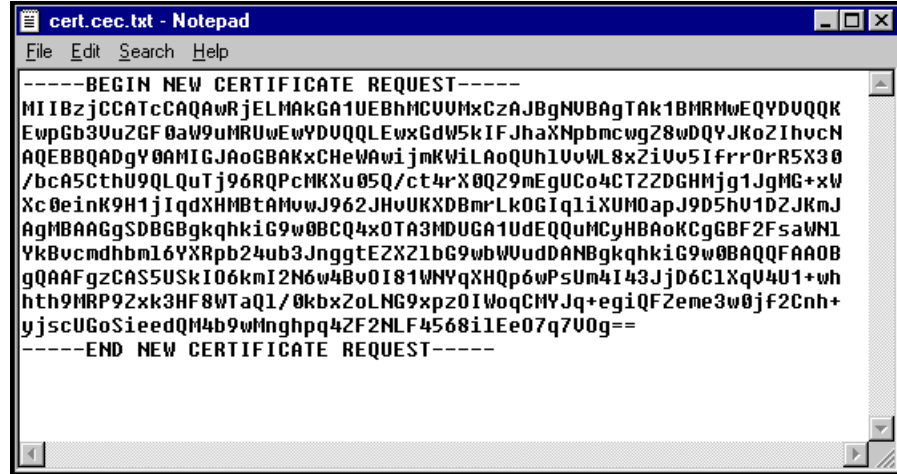 cert.cec.txt - Notepad
File Edit Search Help
-----BEGIN NEW CERTIFICATE REQUEST-----
MIIBzjCCATcCAQAwRjELMAkGA1UEBhMCVVMxCzAJBgNVBAgTAk1BMRMwEQYDVQQK
EwpGb3VuZGF0aW9uMRUwEwYDVQQLEwxGdW5kIFJhaXNpbmcwgZ8wDQYJKoZIhvcN
AQEBBQADgY0AMIGJAoGBAKxCHeWAwijmKWiLAoQUhlVvWL8xZiVv5IfrrOrR5X30
/bcA5CthU9QLQuTj96RQPcMKXu05Q/ct4rX0QZ9mEgUCo4CTZZDGHMjg1JgMG+xW
Xc0einK9H1jIqdXHMBtAMvwJ962JHvUKXDBmrLkOGIqliXUMOapJ9D5hV1DZJKmJ
AgMBAAGgSDBGBgkqhkiG9w0BCQ4xOTA3MDUGA1UdEQQuMCyHBAoKCgGBF2FsaWNl
YkBvcmdhbml6YXRpb24ub3JnggtEZXZlbG9wbWVudDANBgkqhkiG9w0BAQQFAAOB
gQAAFgzCAS5USkIO6kmI2N6w4BvOI81WNYqXHQp6wPsUm4I43JjD6ClXqV4U1+wh
hth9MRP9Zxk3HF8WTaQl/0kbxZoLNG9xpzOIWoqCMYJq+egiQFZeme3w0jf2Cnh+
yjscUGoSieedQM4b9wMnghpq4ZF2NLF4568ilEeO7q7VOg==
-----END NEW CERTIFICATE REQUEST-----